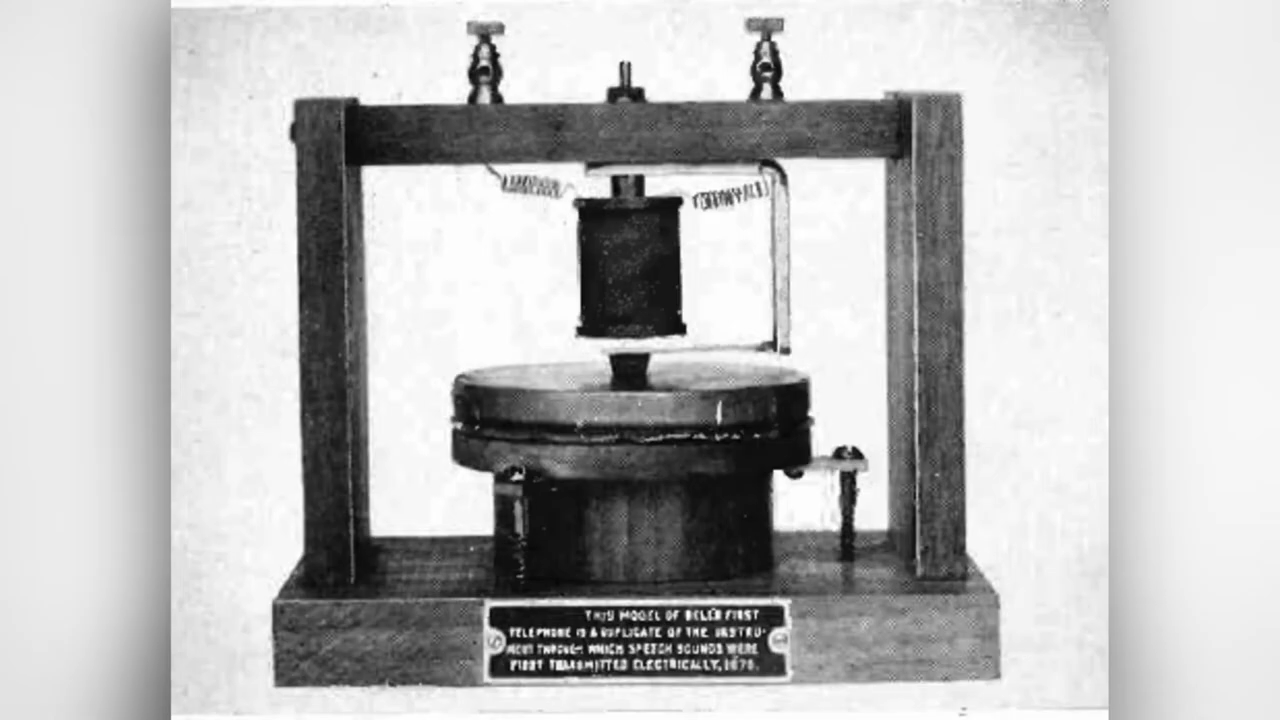 THIS MODEL OF BELL'S FIRST
TELEPHONE IS A DUPLICATE OF THE INSTRU-
MENT THROUGH WHICH SPEECH SOUNDS WERE
FIRST TRANSMITTED ELECTRICALLY, 1875.